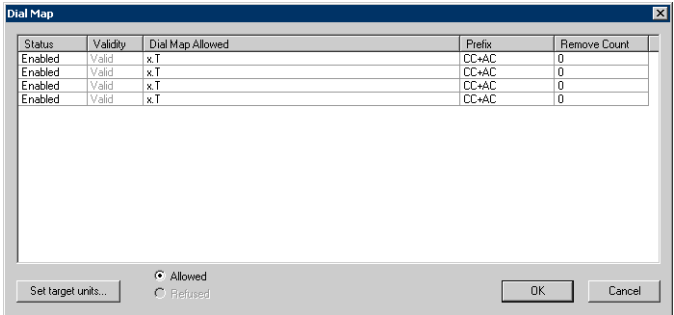 Dial Map
Status Validity Dial Map Allowed Prefix Remove Count
Enabled Valid x.T CC+AC 0
Enabled Valid x.T CC+AC 0
Enabled Valid x.T CC+AC 0
Enabled Valid x.T CC+AC 0
Allowed
Set target units... Refused OK Cancel